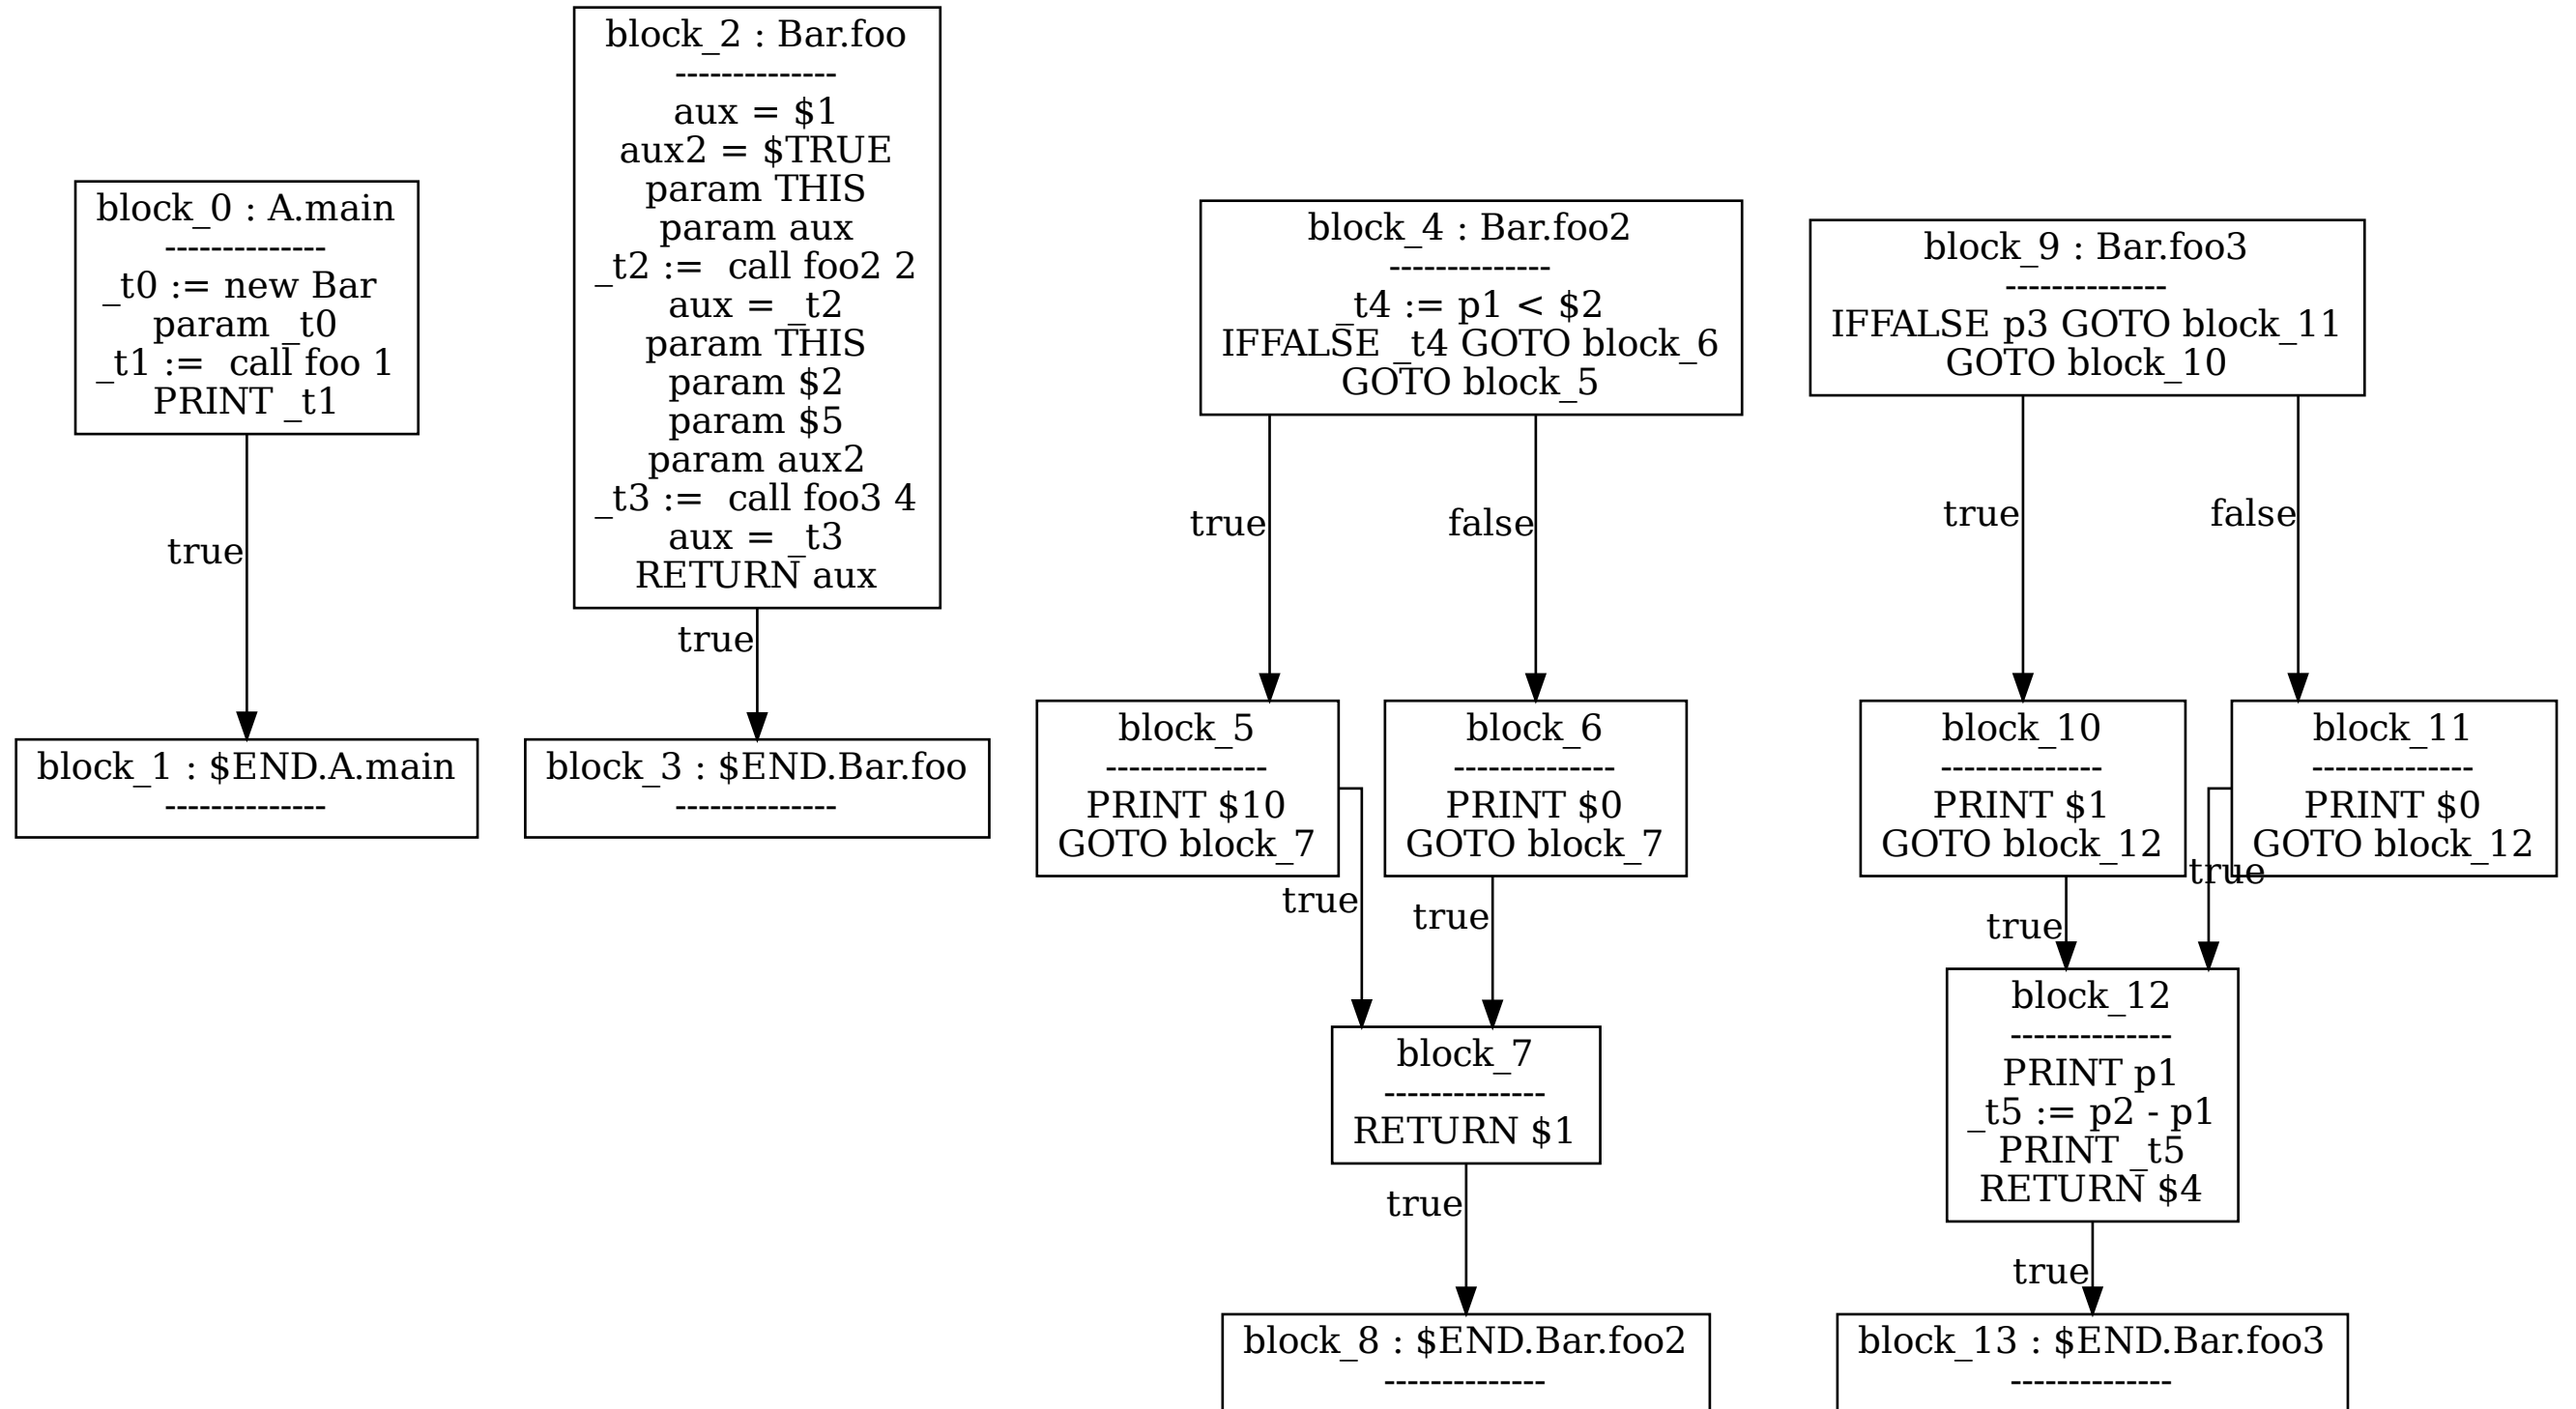 block_0 : A.main
--------------
_t0 := new Bar
param _t0
_t1 :=  call foo 1
PRINT _t1
true
block_1 : $END.A.main
--------------
block_2 : Bar.foo
--------------
aux = $1
aux2 = $TRUE
param THIS
param aux
_t2 :=  call foo2 2
aux = _t2
param THIS
param $2
param $5
param aux2
_t3 :=  call foo3 4
aux = _t3
RETURN aux
true
block_3 : $END.Bar.foo
--------------
block_4 : Bar.foo2
--------------
_t4 := p1 < $2
IFFALSE _t4 GOTO block_6
GOTO block_5
true
false
block_5
--------------
PRINT $10
GOTO block_7
true
block_6
--------------
PRINT $0
GOTO block_7
true
block_7
--------------
RETURN $1
true
block_8 : $END.Bar.foo2
--------------
block_9 : Bar.foo3
--------------
IFFALSE p3 GOTO block_11
GOTO block_10
true
false
block_10
--------------
PRINT $1
GOTO block_12
true
block_11
--------------
PRINT $0
GOTO block_12
true
block_12
--------------
PRINT p1
_t5 := p2 - p1
PRINT _t5
RETURN $4
true
block_13 : $END.Bar.foo3
--------------